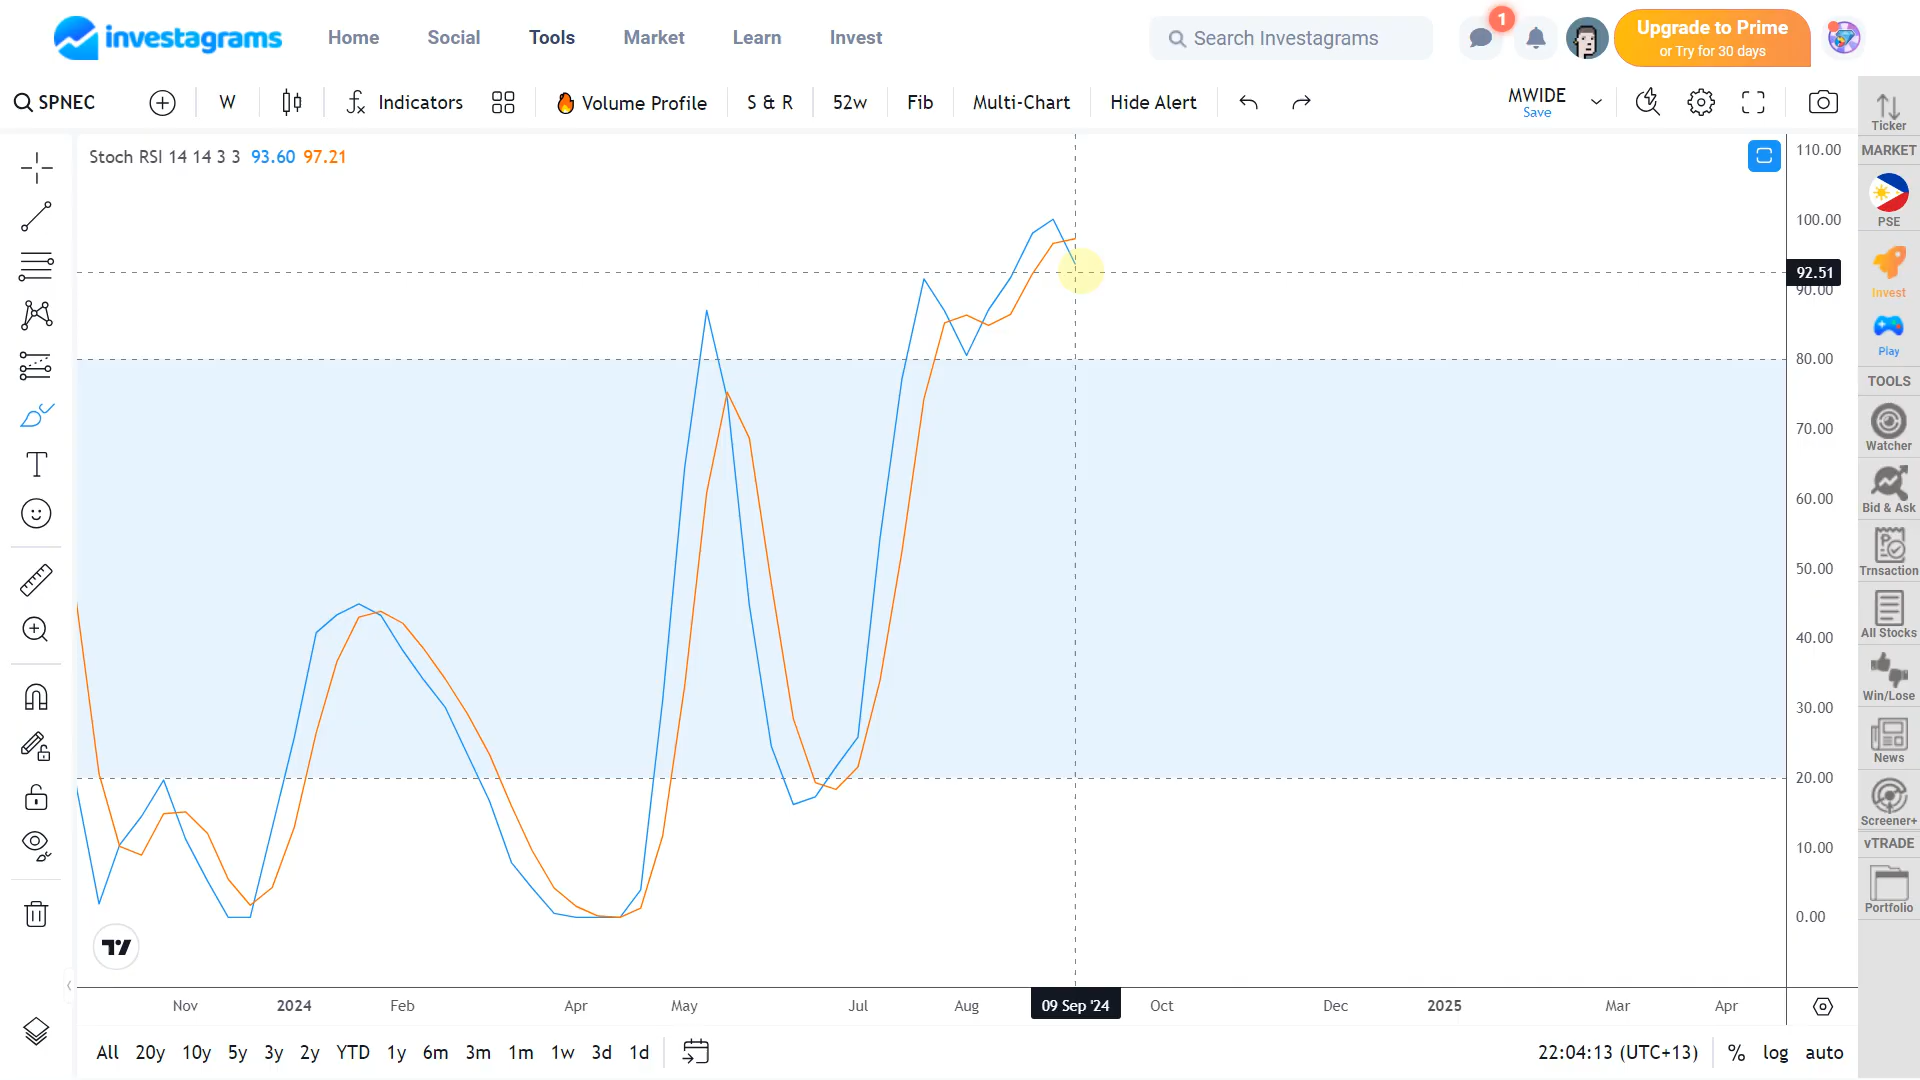 investagrams
Home
Social
Tools
Market
Learn
Invest
Search Investagrams
1
Upgrade to Prime
or Try for 30 days
SPNEC
W
Indicators
Volume Profile
S & R
52w
Fib
Multi-Chart
Hide Alert
MWIDE
Save
Ticker
MARKET
PSE
Invest
Play
TOOLS
Watcher
Bid & Ask
Trnsaction
All Stocks
Win/Lose
News
Screener+
vTRADE
Portfolio
Stoch RSI 14 14 3 3 93.60 97.21
110.00
100.00
92.51
90.00
80.00
70.00
60.00
50.00
40.00
30.00
20.00
10.00
0.00
Nov
2024
Feb
Apr
May
Jul
Aug
09 Sep '24
Oct
Dec
2025
Mar
Apr
All
20y
10y
5y
3y
2y
YTD
1y
6m
3m
1m
1w
3d
1d
22:04:13 (UTC+13)
%
log
auto